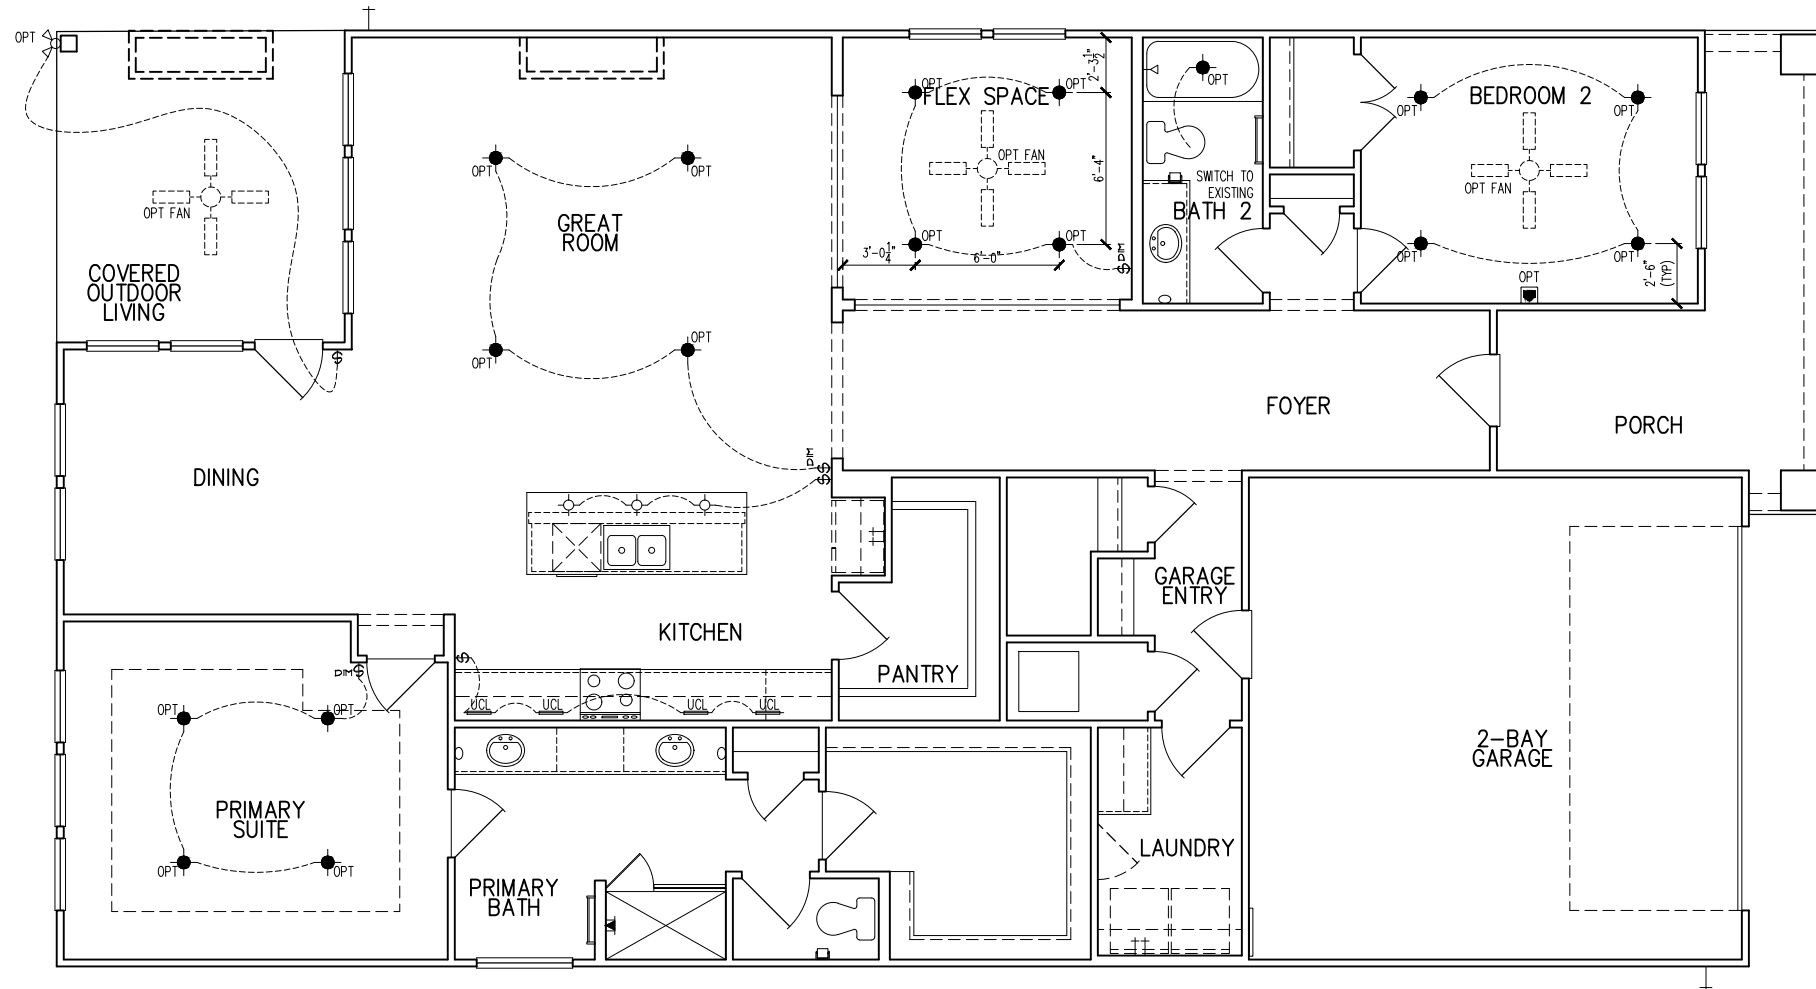 OPT
OPT FAN
COVERED
OUTDOOR
LIVING
$
OPT
OPT
GREAT
ROOM
OPT
OPT
DIM
$$
DINING
OPT
OPT
FLEX SPACE
2'-3½"
OPT FAN
6'-4"
OPT
OPT
3'-0¼"
6'-0"
DIM
$
OPT
SWITCH TO
EXISTING
BATH 2
BEDROOM 2
OPT
OPT
OPT FAN
OPT
OPT
OPT
2'-6"
(TYP)
FOYER
PORCH
KITCHEN
PANTRY
$
UCL
UCL
UCL
UCL
GARAGE
ENTRY
2-BAY
GARAGE
DIM $
OPT
OPT
PRIMARY
SUITE
OPT
OPT
PRIMARY
BATH
LAUNDRY